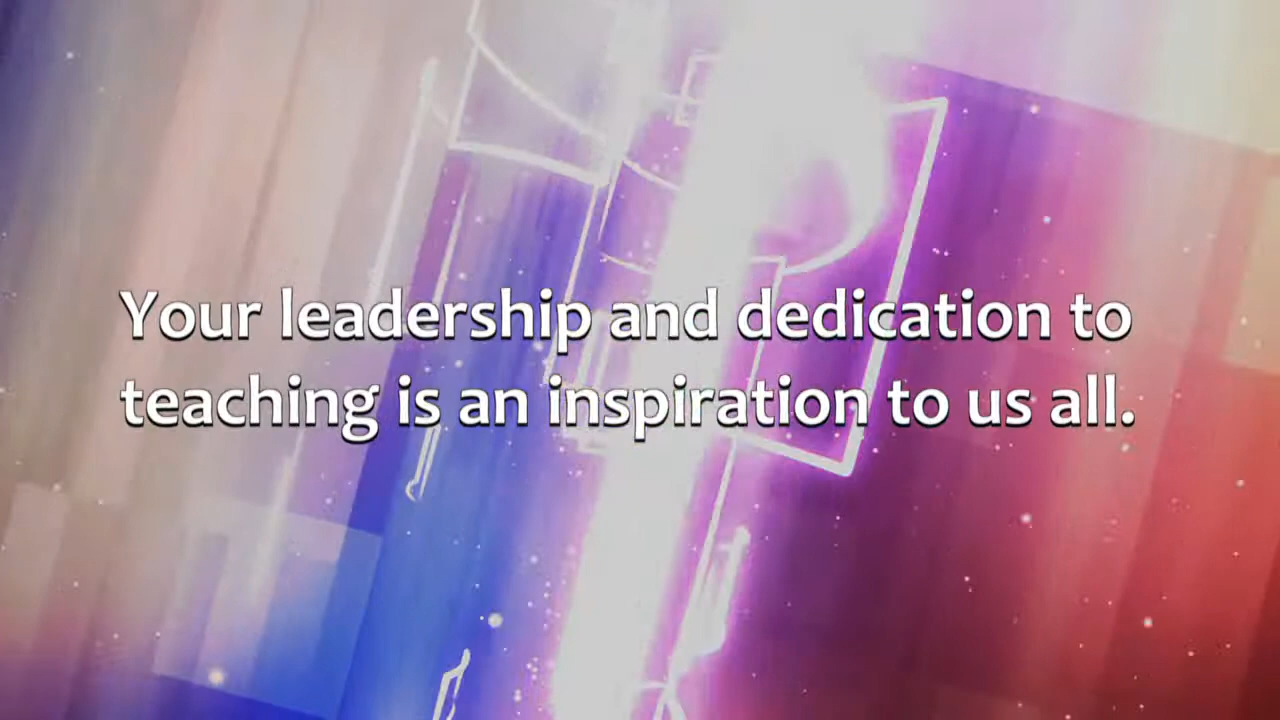 Your leadership and dedication to
teaching is an inspiration to us all.